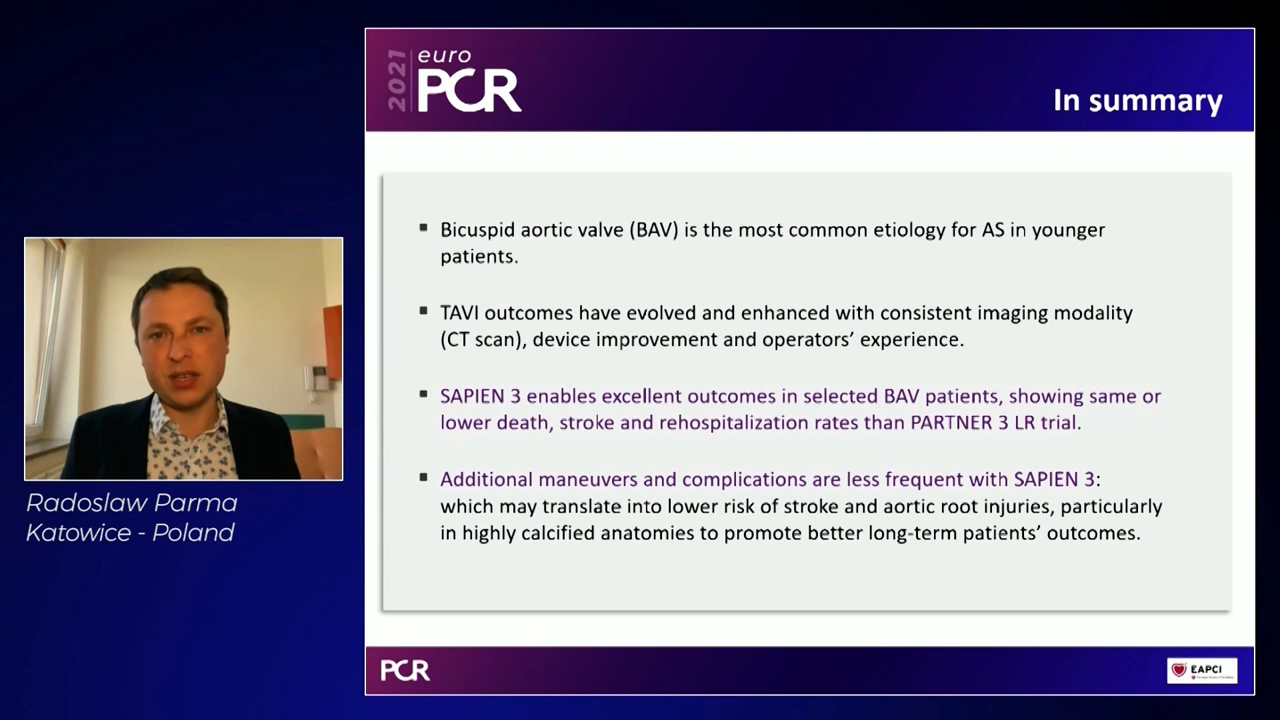 2021
euro
PCR
In summary
Bicuspid aortic valve (BAV) is the most common etiology for AS in younger
patients.
TAVI outcomes have evolved and enhanced with consistent imaging modality
(CT scan), device improvement and operators’ experience.
SAPIEN 3 enables excellent outcomes in selected BAV patients, showing same or
lower death, stroke and rehospitalization rates than PARTNER 3 LR trial.
Additional maneuvers and complications are less frequent with SAPIEN 3:
which may translate into lower risk of stroke and aortic root injuries, particularly
in highly calcified anatomies to promote better long-term patients’ outcomes.
Radoslaw Parma
Katowice - Poland
PCR
EAPCI